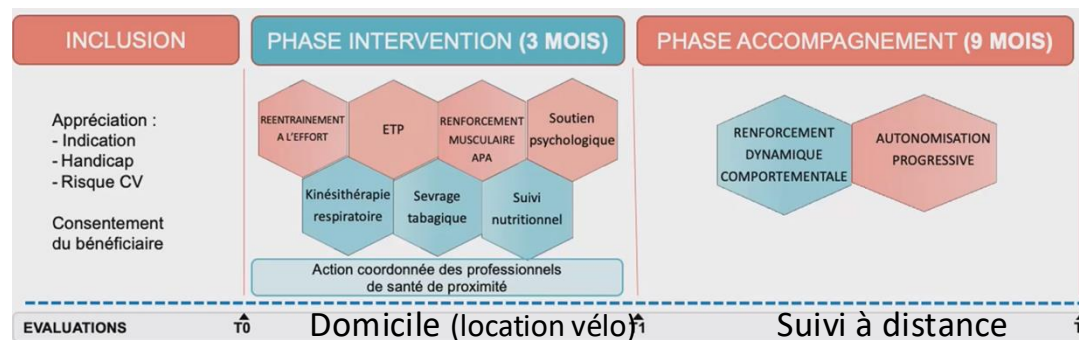 INCLUSION
PHASE INTERVENTION (3 MOIS)
PHASE ACCOMPAGNEMENT (9 MOIS)
Appréciation :
- Indication
- Handicap
- Risque CV
Consentement
du bénéficiaire
REENTRAINEMENT
A L'EFFORT
ETP
RENFORCEMENT
MUSCULAIRE
APA
Soutien
psychologique
Kinésithérapie
respiratoire
Sevrage
tabagique
Suivi
nutritionnel
Action coordonnée des professionnels
de santé de proximité
RENFORCEMENT
DYNAMIQUE
COMPORTEMENTALE
AUTONOMISATION
PROGRESSIVE
EVALUATIONS
T0
Domicile (location vélo)
T1
Suivi à distance